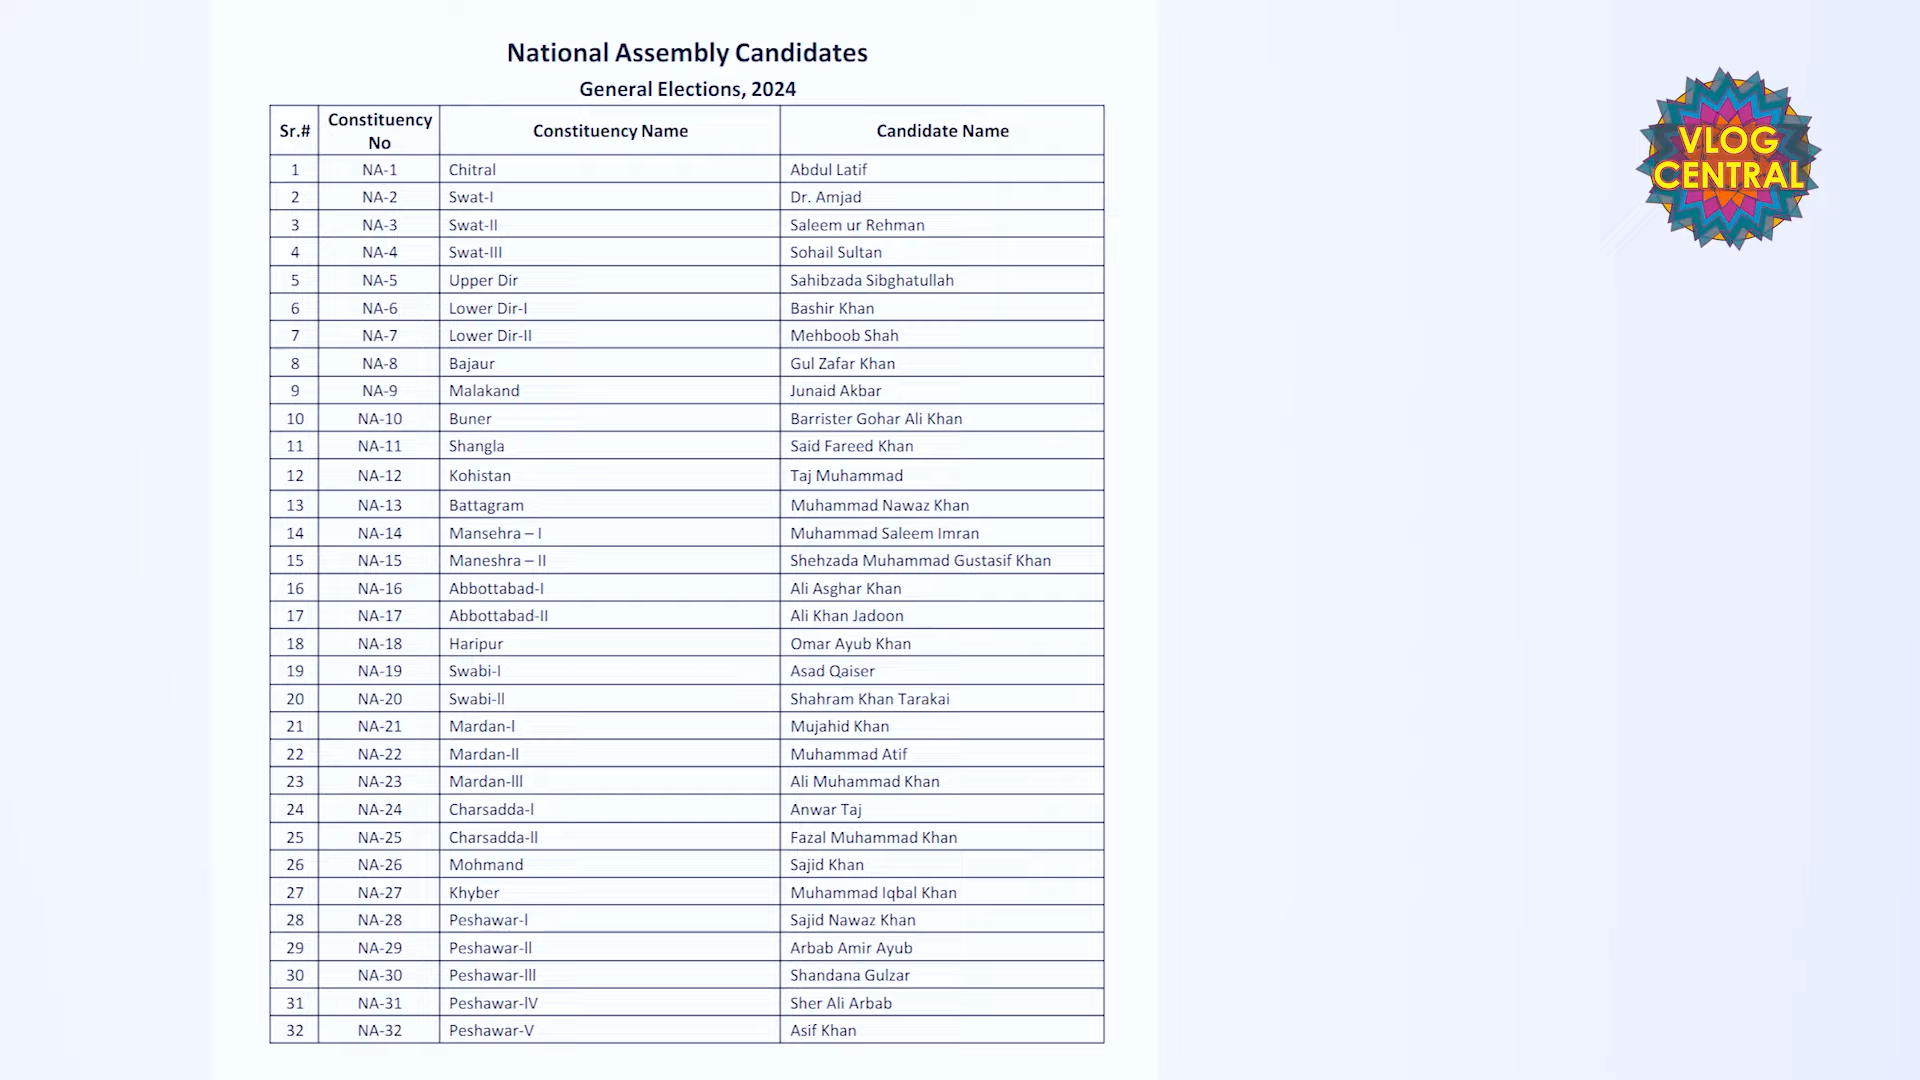 National Assembly Candidates
General Elections, 2024
Sr.# Constituency No Constituency Name Candidate Name
1 NA-1 Chitral Abdul Latif
2 NA-2 Swat-I Dr. Amjad
3 NA-3 Swat-II Saleem ur Rehman
4 NA-4 Swat-III Sohail Sultan
5 NA-5 Upper Dir Sahibzada Sibghatullah
6 NA-6 Lower Dir-I Bashir Khan
7 NA-7 Lower Dir-II Mehboob Shah
8 NA-8 Bajaur Gul Zafar Khan
9 NA-9 Malakand Junaid Akbar
10 NA-10 Buner Barrister Gohar Ali Khan
11 NA-11 Shangla Said Fareed Khan
12 NA-12 Kohistan Taj Muhammad
13 NA-13 Battagram Muhammad Nawaz Khan
14 NA-14 Mansehra – I Muhammad Saleem Imran
15 NA-15 Maneshra – II Shehzada Muhammad Gustasif Khan
16 NA-16 Abbottabad-I Ali Asghar Khan
17 NA-17 Abbottabad-II Ali Khan Jadoon
18 NA-18 Haripur Omar Ayub Khan
19 NA-19 Swabi-I Asad Qaiser
20 NA-20 Swabi-II Shahram Khan Tarakai
21 NA-21 Mardan-I Mujahid Khan
22 NA-22 Mardan-II Muhammad Atif
23 NA-23 Mardan-III Ali Muhammad Khan
24 NA-24 Charsadda-I Anwar Taj
25 NA-25 Charsadda-II Fazal Muhammad Khan
26 NA-26 Mohmand Sajid Khan
27 NA-27 Khyber Muhammad Iqbal Khan
28 NA-28 Peshawar-I Sajid Nawaz Khan
29 NA-29 Peshawar-II Arbab Amir Ayub
30 NA-30 Peshawar-III Shandana Gulzar
31 NA-31 Peshawar-IV Sher Ali Arbab
32 NA-32 Peshawar-V Asif Khan
VLOG
CENTRAL